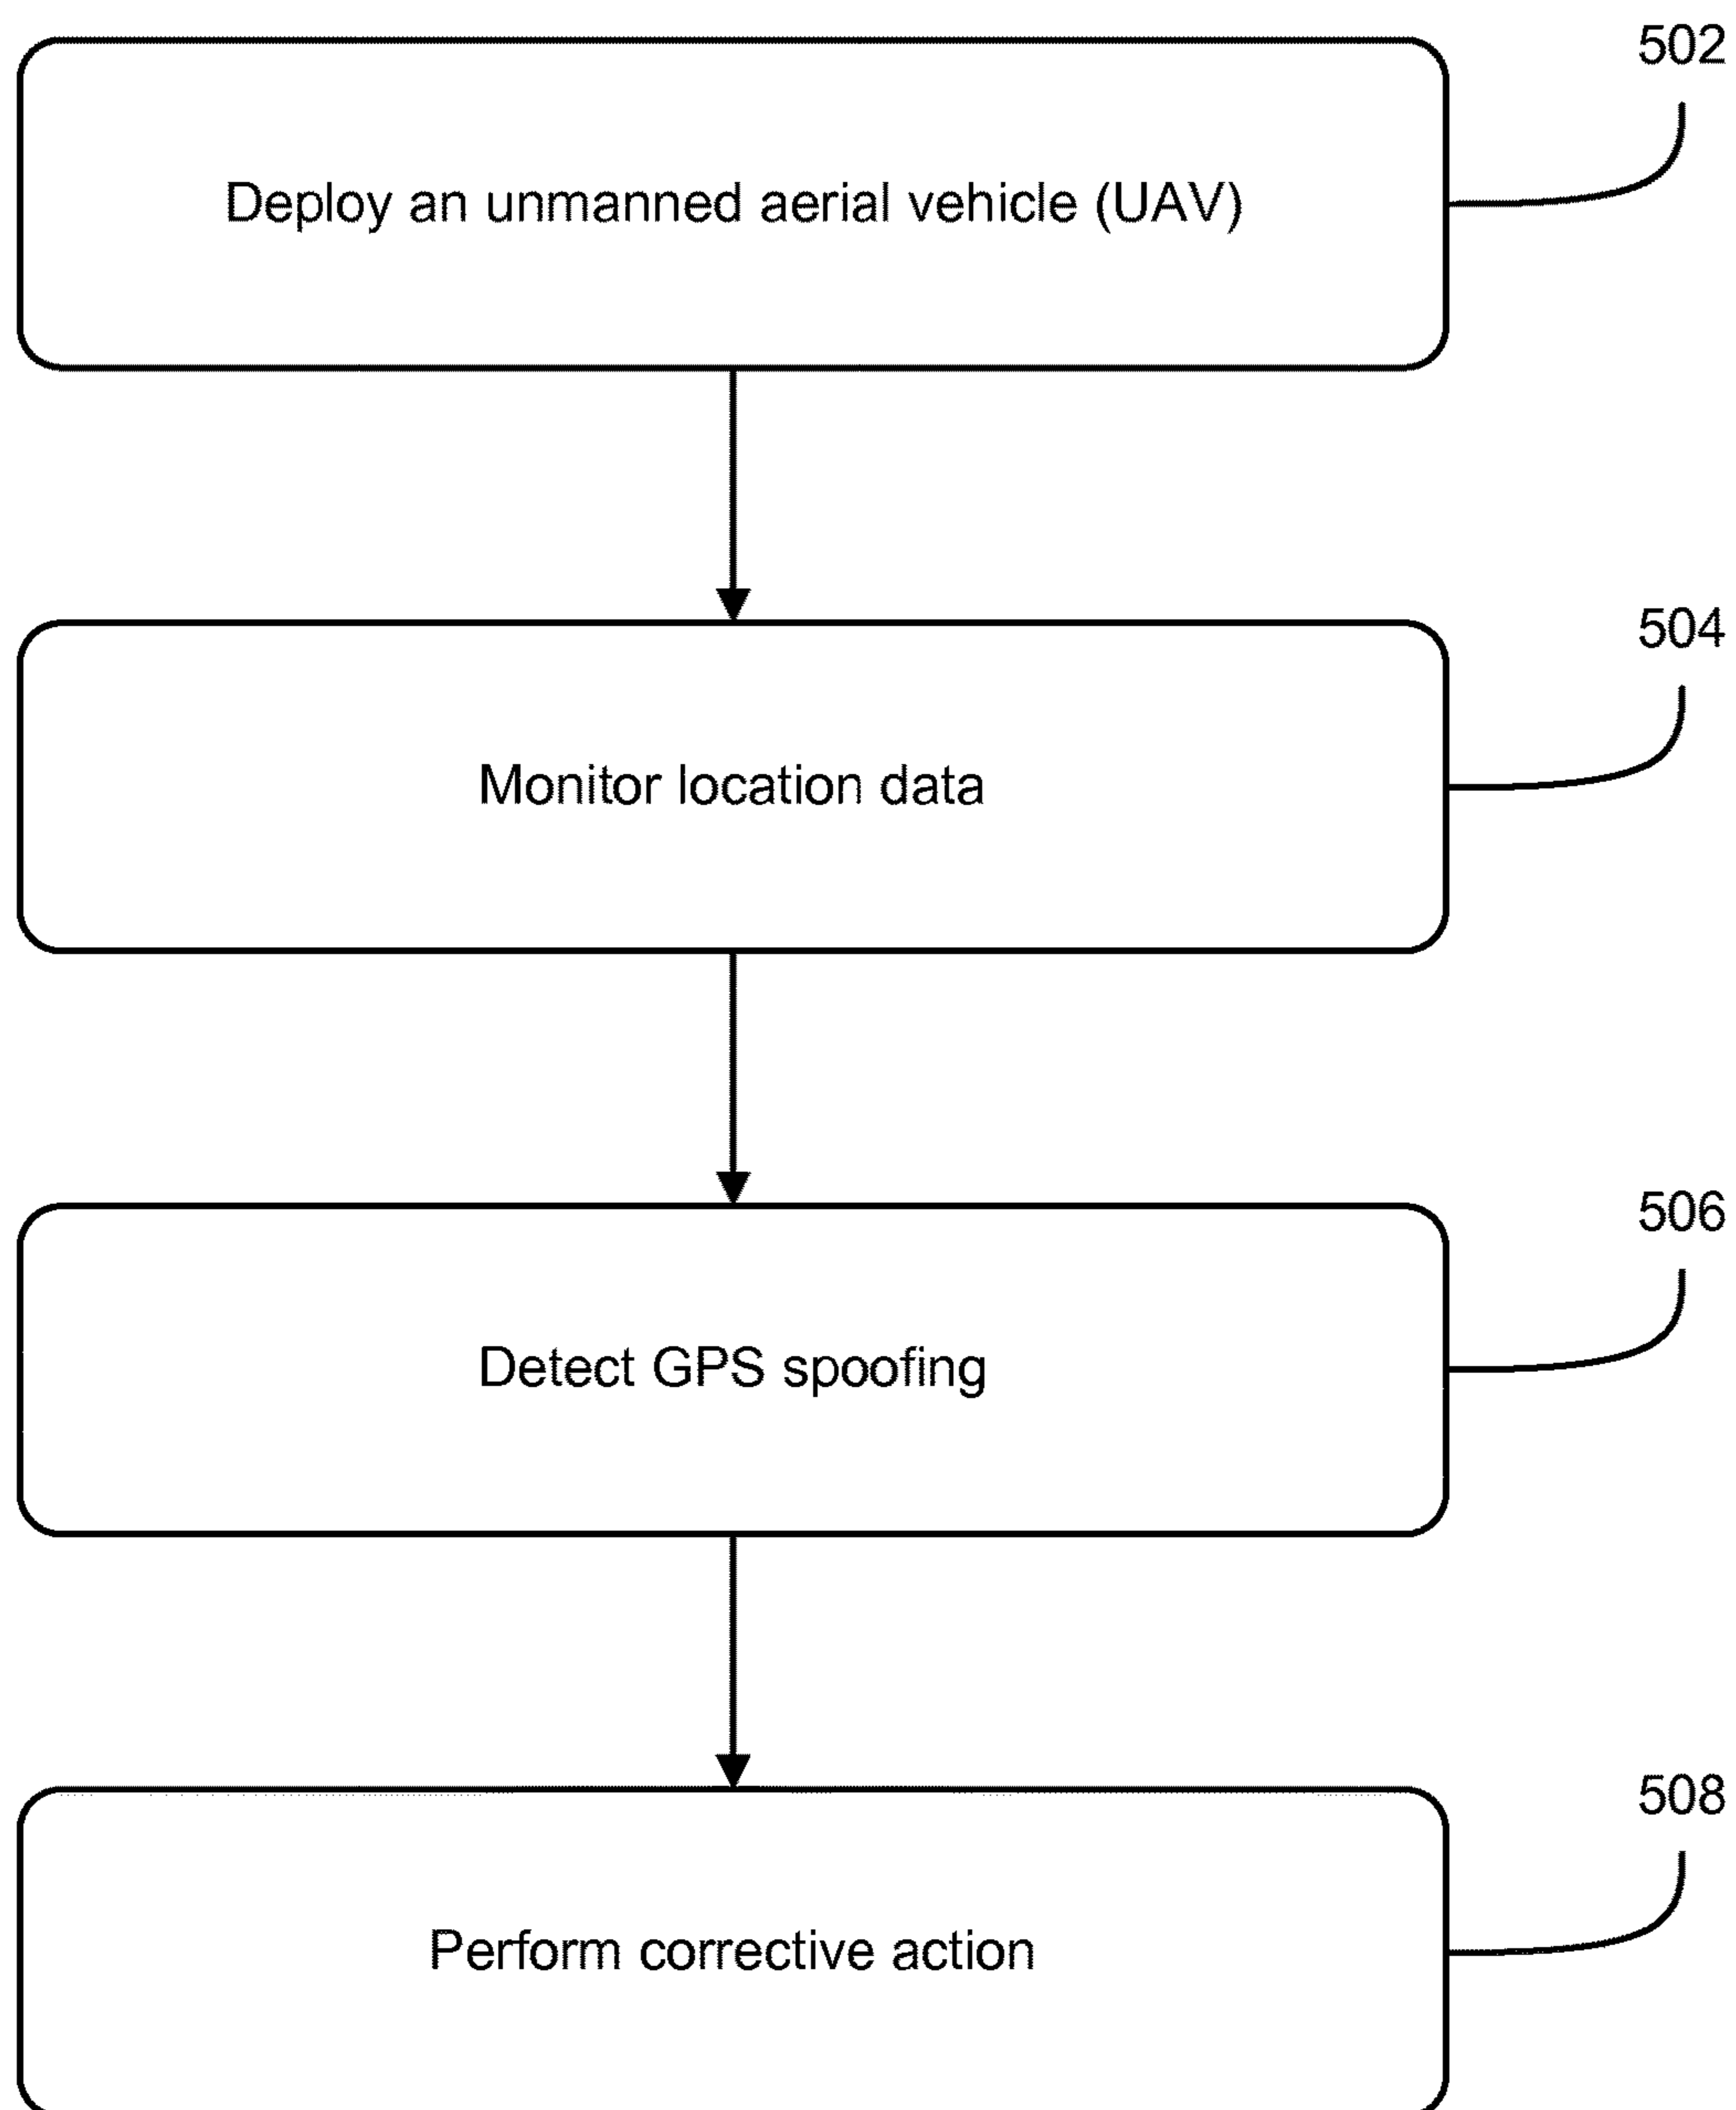 502
Deploy an unmanned aerial vehicle (UAV)
504
Monitor location data
506
Detect GPS spoofing
508
Perform corrective action